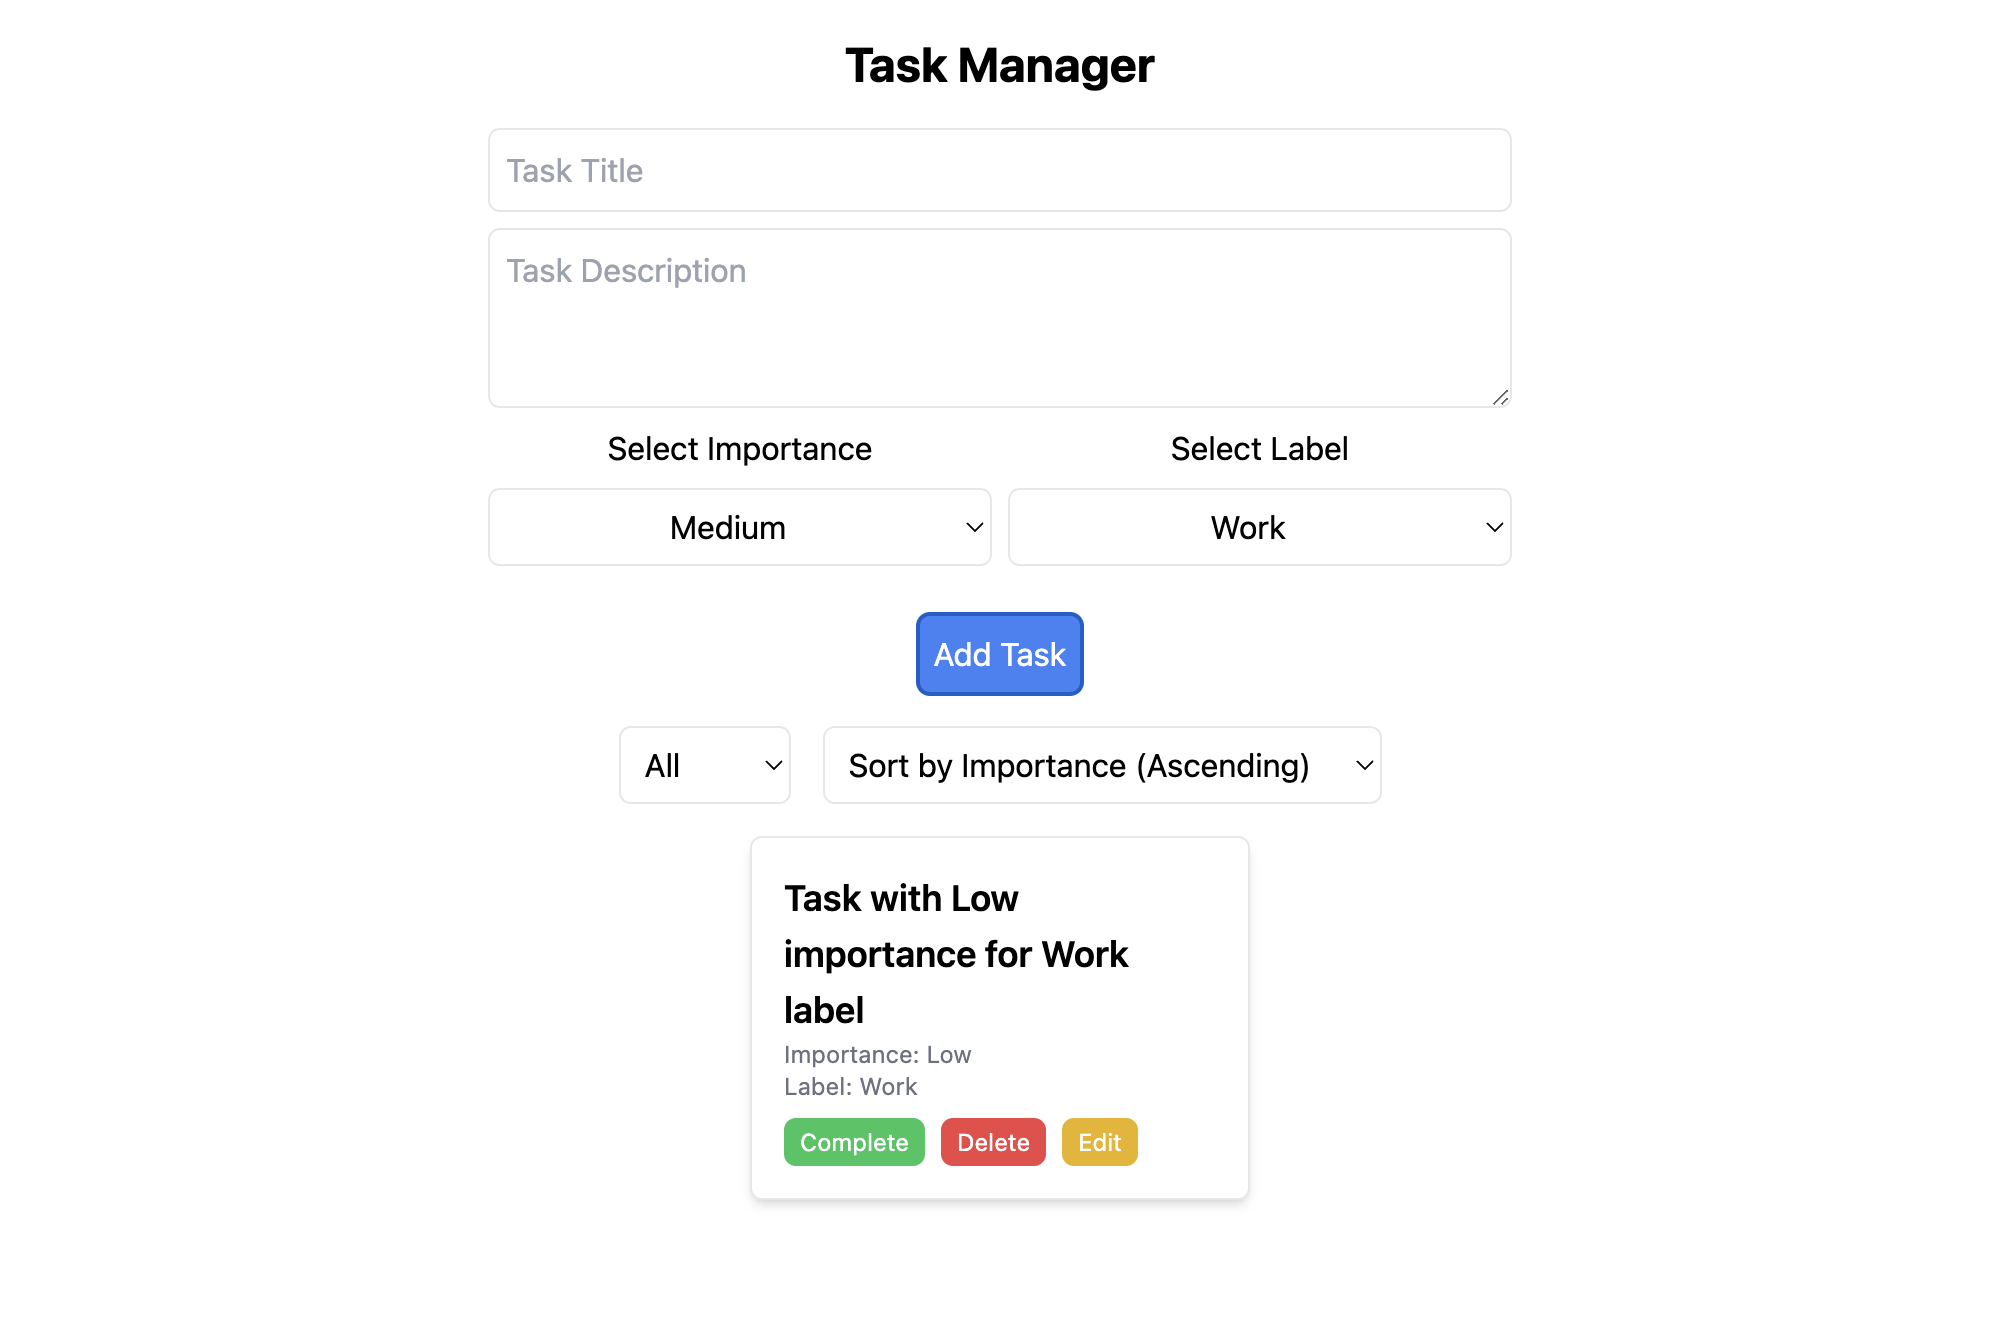 Task Manager
Task Title
Task Description
Select Importance
Select Label
Medium
Work
Add Task
All
Sort by Importance (Ascending)
Task with Low
importance for Work
label
Importance: Low
Label: Work
Complete
Delete
Edit